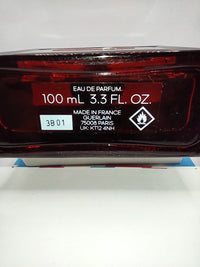 EAU DE PARFUM
100 mL 3.3 FL. OZ.
MADE IN FRANCE
GUERLAIN
75008 PARIS
UK: KT12 4NH
3B01